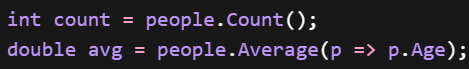 int count = people.Count();
double avg = people.Average(p => p.Age);